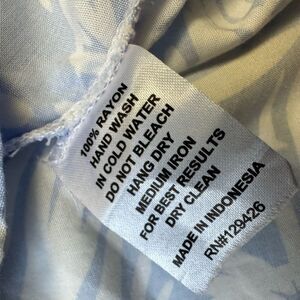 100% RAYON
HAND WASH
IN COLD WATER
DO NOT BLEACH
HANG DRY
MEDIUM IRON
FOR BEST RESULTS
DRY CLEAN
MADE IN INDONESIA
RN#129426